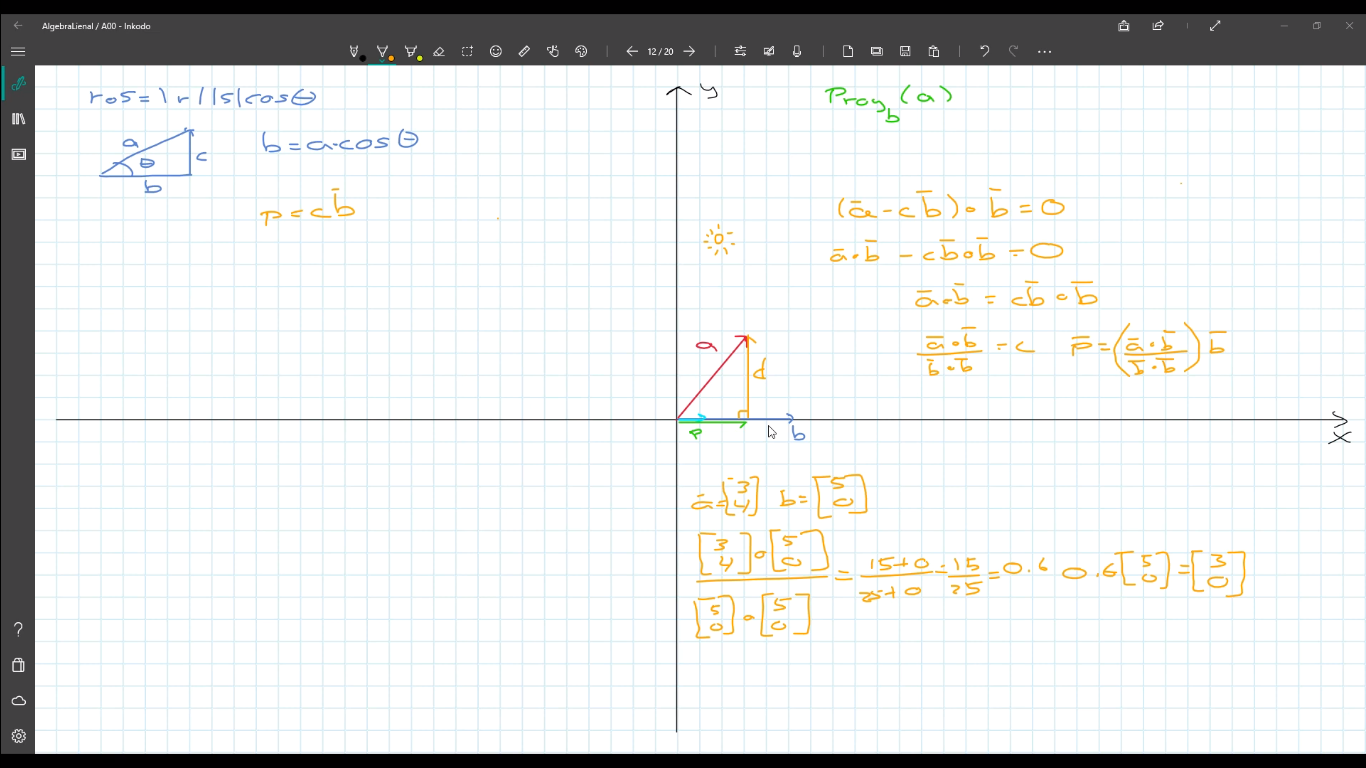 AlgebraLienal / A00 - Inkodo
12 / 20
r∘s=|r||s|cosθ
a
θ
c
b
b=a·cosθ
p=cb̄
y
Proy_b(a)
(ā-cb̄)∘b̄=0
ā∘b̄-cb̄∘b̄=0
ā∘b̄=cb̄∘b̄
(ā∘b̄)/(b̄∘b̄)=c p̄=((ā∘b̄)/(b̄∘b̄))b̄
a
d
p
b
x
ā=[3 4] b=[5 0]
([3 4]∘[5 0])/([5 0]∘[5 0])=(15+0)/(25+0)=15/25=0.6 0.6[5 0]=[3 0]